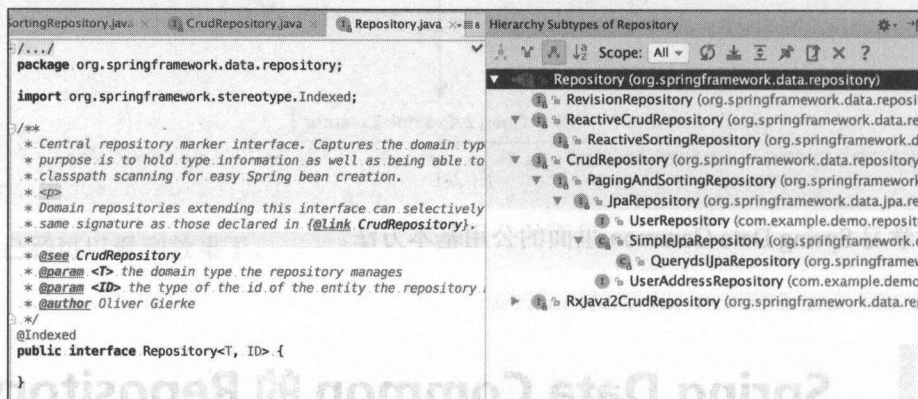 SortingRepository.java × CrudRepository.java × Repository.java × Hierarchy Subtypes of Repository
/.../
package org.springframework.data.repository;
import org.springframework.stereotype.Indexed;
/**
* Central repository marker interface. Captures the domain typ
* purpose is to hold type information as well as being able to
* classpath scanning for easy Spring bean creation.
* <p>
* Domain repositories extending this interface can selectively
* same signature as those declared in {@link CrudRepository}.
*
* @see CrudRepository
* @param <T> the domain type the repository manages
* @param <ID> the type of the id of the entity the repository
* @author Oliver Gierke
*/
@Indexed
public interface Repository<T, ID> {
}
Scope: All ?
Repository (org.springframework.data.repository)
RevisionRepository (org.springframework.data.reposi
ReactiveCrudRepository (org.springframework.data.re
ReactiveSortingRepository (org.springframework.d
CrudRepository (org.springframework.data.repository
PagingAndSortingRepository (org.springframework
JpaRepository (org.springframework.data.jpa.re
UserRepository (com.example.demo.reposit
SimpleJpaRepository (org.springframework.
QuerydslJpaRepository (org.springframew
UserAddressRepository (com.example.demo
RxJava2CrudRepository (org.springframework.data.re